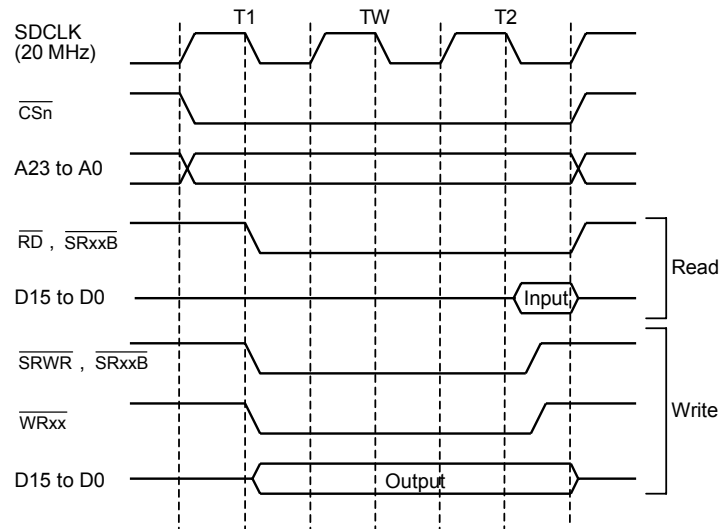 T1 TW T2
SDCLK
(20 MHz)
CSn
A23 to A0
RD , SRxxB
Read
D15 to D0
Input
SRWR , SRxxB
Write
WRxx
D15 to D0
Output